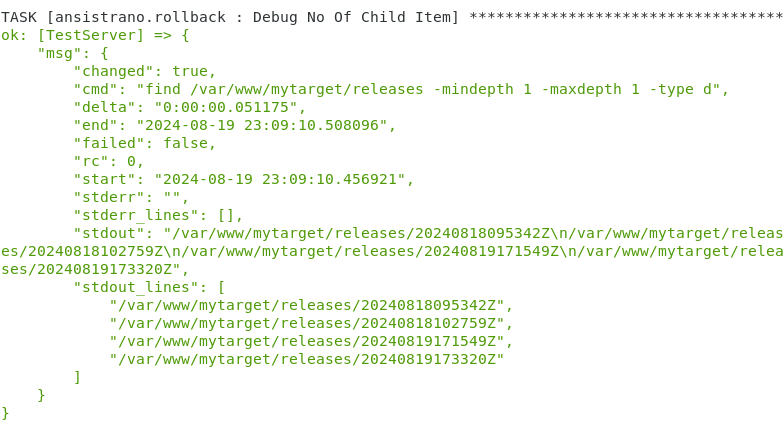 TASK [ansistrano.rollback : Debug No Of Child Item] ***********************************
ok: [TestServer] => {
    "msg": {
        "changed": true,
        "cmd": "find /var/www/mytarget/releases -mindepth 1 -maxdepth 1 -type d",
        "delta": "0:00:00.051175",
        "end": "2024-08-19 23:09:10.508096",
        "failed": false,
        "rc": 0,
        "start": "2024-08-19 23:09:10.456921",
        "stderr": "",
        "stderr_lines": [],
        "stdout": "/var/www/mytarget/releases/20240818095342Z\n/var/www/mytarget/releas
es/20240818102759Z\n/var/www/mytarget/releases/20240819171549Z\n/var/www/mytarget/relea
ses/20240819173320Z",
        "stdout_lines": [
            "/var/www/mytarget/releases/20240818095342Z",
            "/var/www/mytarget/releases/20240818102759Z",
            "/var/www/mytarget/releases/20240819171549Z",
            "/var/www/mytarget/releases/20240819173320Z"
        ]
    }
}